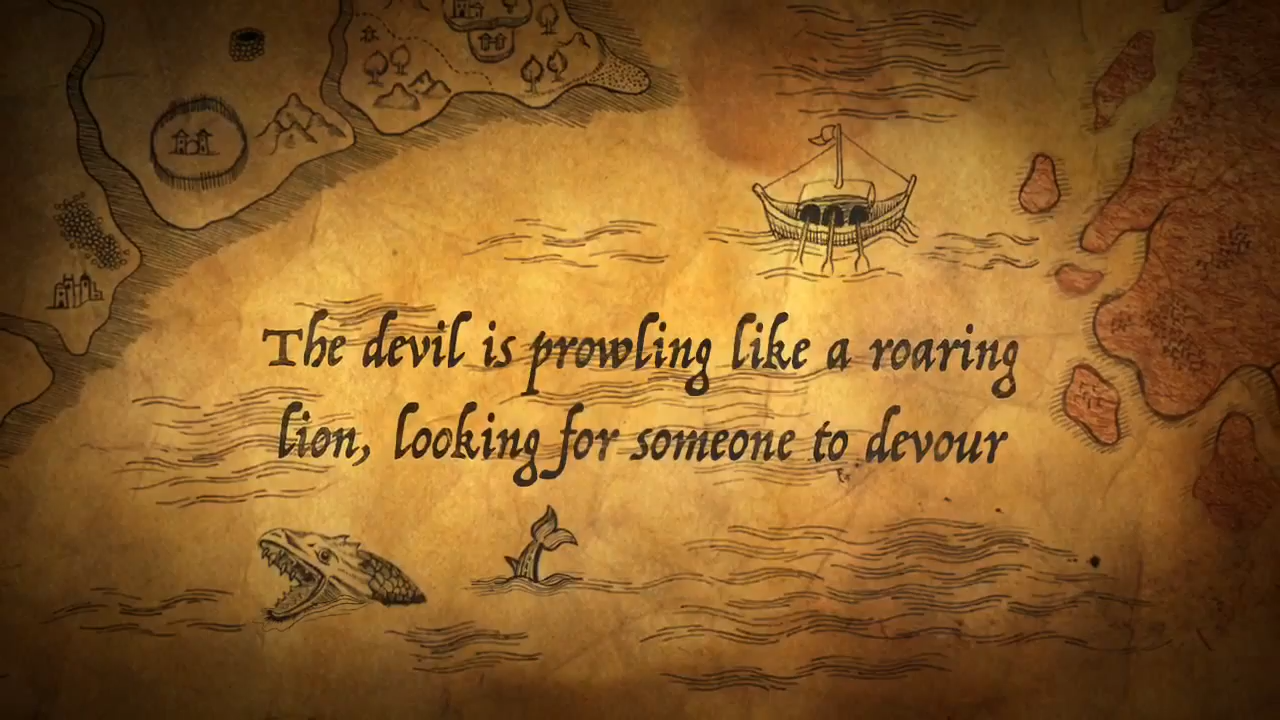 The devil is prowling like a roaring
lion, looking for someone to devour